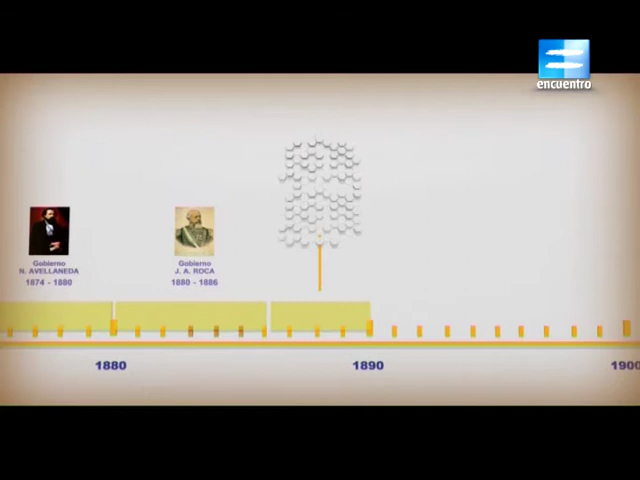 encuentro
Gobierno
N. AVELLANEDA
1874 - 1880
Gobierno
J. A. ROCA
1880 - 1886
1880
1890
1900